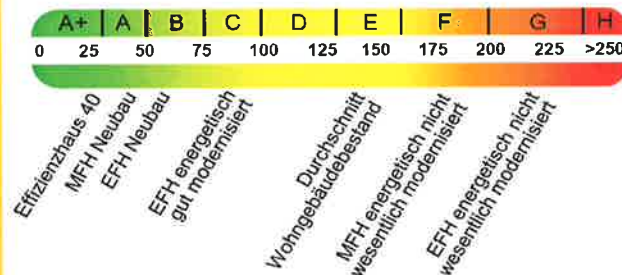 A+ A B C D E F G H
0 25 50 75 100 125 150 175 200 225 >250
Effizienzhaus 40
MFH Neubau
EFH Neubau
EFH energetisch
gut modernisiert
Durchschnitt
Wohngebäudebestand
MFH energetisch nicht
wesentlich modernisiert
EFH energetisch nicht
wesentlich modernisiert